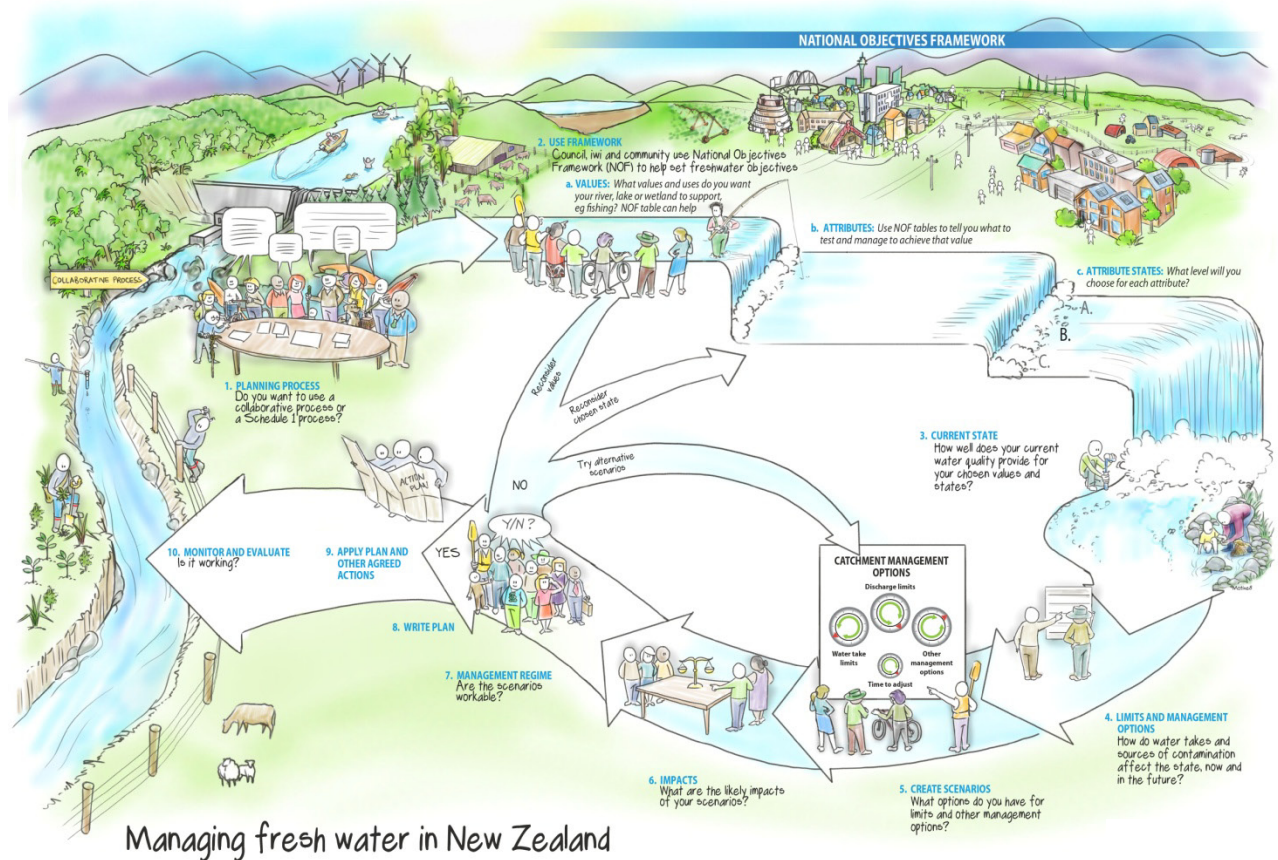 NATIONAL OBJECTIVES FRAMEWORK
2. USE FRAMEWORK
Council, iwi and community use National Objectives
Framework (NOF) to help set freshwater objectives
a. VALUES: What values and uses do you want
your river, lake or wetland to support,
eg fishing? NOF table can help
b. ATTRIBUTES: Use NOF tables to tell you what to
test and manage to achieve that value
c. ATTRIBUTE STATES: What level will you
choose for each attribute?
A.
B.
C.
COLLABORATIVE PROCESS
1. PLANNING PROCESS
Do you want to use a
collaborative process or
a Schedule 1 process?
Reconsider
values
Reconsider
chosen state
Try alternative
scenarios
NO
3. CURRENT STATE
How well does your current
water quality provide for
your chosen values and
states?
ACTION
PLAN
Y/N?
YES
10. MONITOR AND EVALUATE
Is it working?
9. APPLY PLAN AND
OTHER AGREED
ACTIONS
8. WRITE PLAN
7. MANAGEMENT REGIME
Are the scenarios
workable?
CATCHMENT MANAGEMENT
OPTIONS
Discharge limits
Water take
limits
Other
management
options
Time to adjust
4. LIMITS AND MANAGEMENT
OPTIONS
How do water takes and
sources of contamination
affect the state, now and
in the future?
6. IMPACTS
What are the likely impacts
of your scenarios?
5. CREATE SCENARIOS
What options do you have for
limits and other management
options?
Managing fresh water in New Zealand